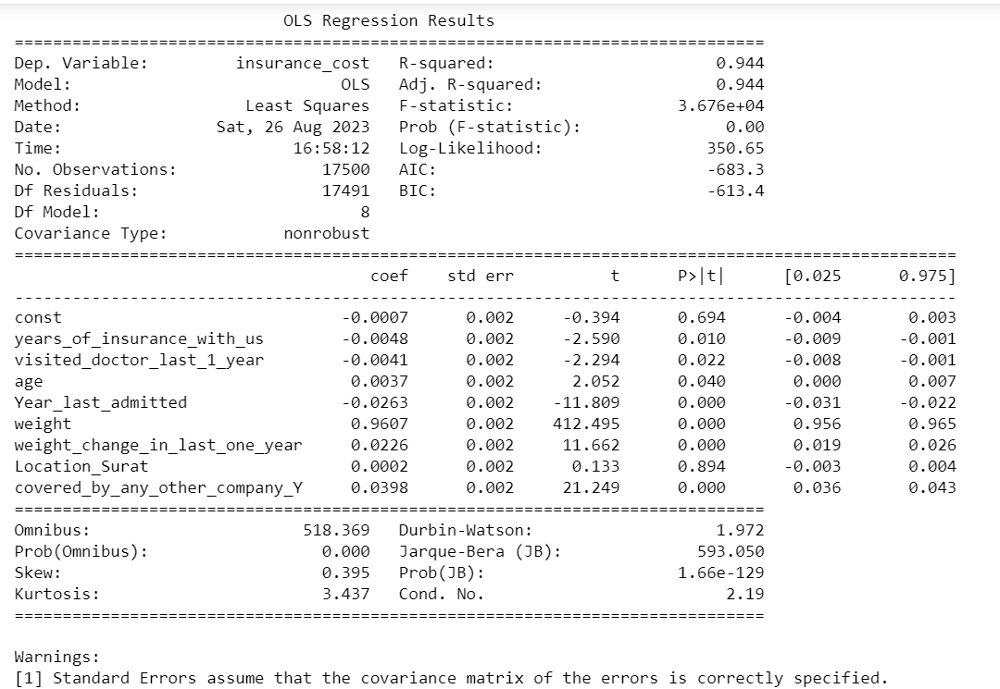 OLS Regression Results
==============================================================================
Dep. Variable: insurance_cost R-squared: 0.944
Model: OLS Adj. R-squared: 0.944
Method: Least Squares F-statistic: 3.676e+04
Date: Sat, 26 Aug 2023 Prob (F-statistic): 0.00
Time: 16:58:12 Log-Likelihood: 350.65
No. Observations: 17500 AIC: -683.3
Df Residuals: 17491 BIC: -613.4
Df Model: 8
Covariance Type: nonrobust
==================================================================================================
coef std err t P>|t| [0.025 0.975]
--------------------------------------------------------------------------------------------------
const -0.0007 0.002 -0.394 0.694 -0.004 0.003
years_of_insurance_with_us -0.0048 0.002 -2.590 0.010 -0.009 -0.001
visited_doctor_last_1_year -0.0041 0.002 -2.294 0.022 -0.008 -0.001
age 0.0037 0.002 2.052 0.040 0.000 0.007
Year_last_admitted -0.0263 0.002 -11.809 0.000 -0.031 -0.022
weight 0.9607 0.002 412.495 0.000 0.956 0.965
weight_change_in_last_one_year 0.0226 0.002 11.662 0.000 0.019 0.026
Location_Surat 0.0002 0.002 0.133 0.894 -0.003 0.004
covered_by_any_other_company_Y 0.0398 0.002 21.249 0.000 0.036 0.043
==============================================================================
Omnibus: 518.369 Durbin-Watson: 1.972
Prob(Omnibus): 0.000 Jarque-Bera (JB): 593.050
Skew: 0.395 Prob(JB): 1.66e-129
Kurtosis: 3.437 Cond. No. 2.19
==============================================================================
Warnings:
[1] Standard Errors assume that the covariance matrix of the errors is correctly specified.